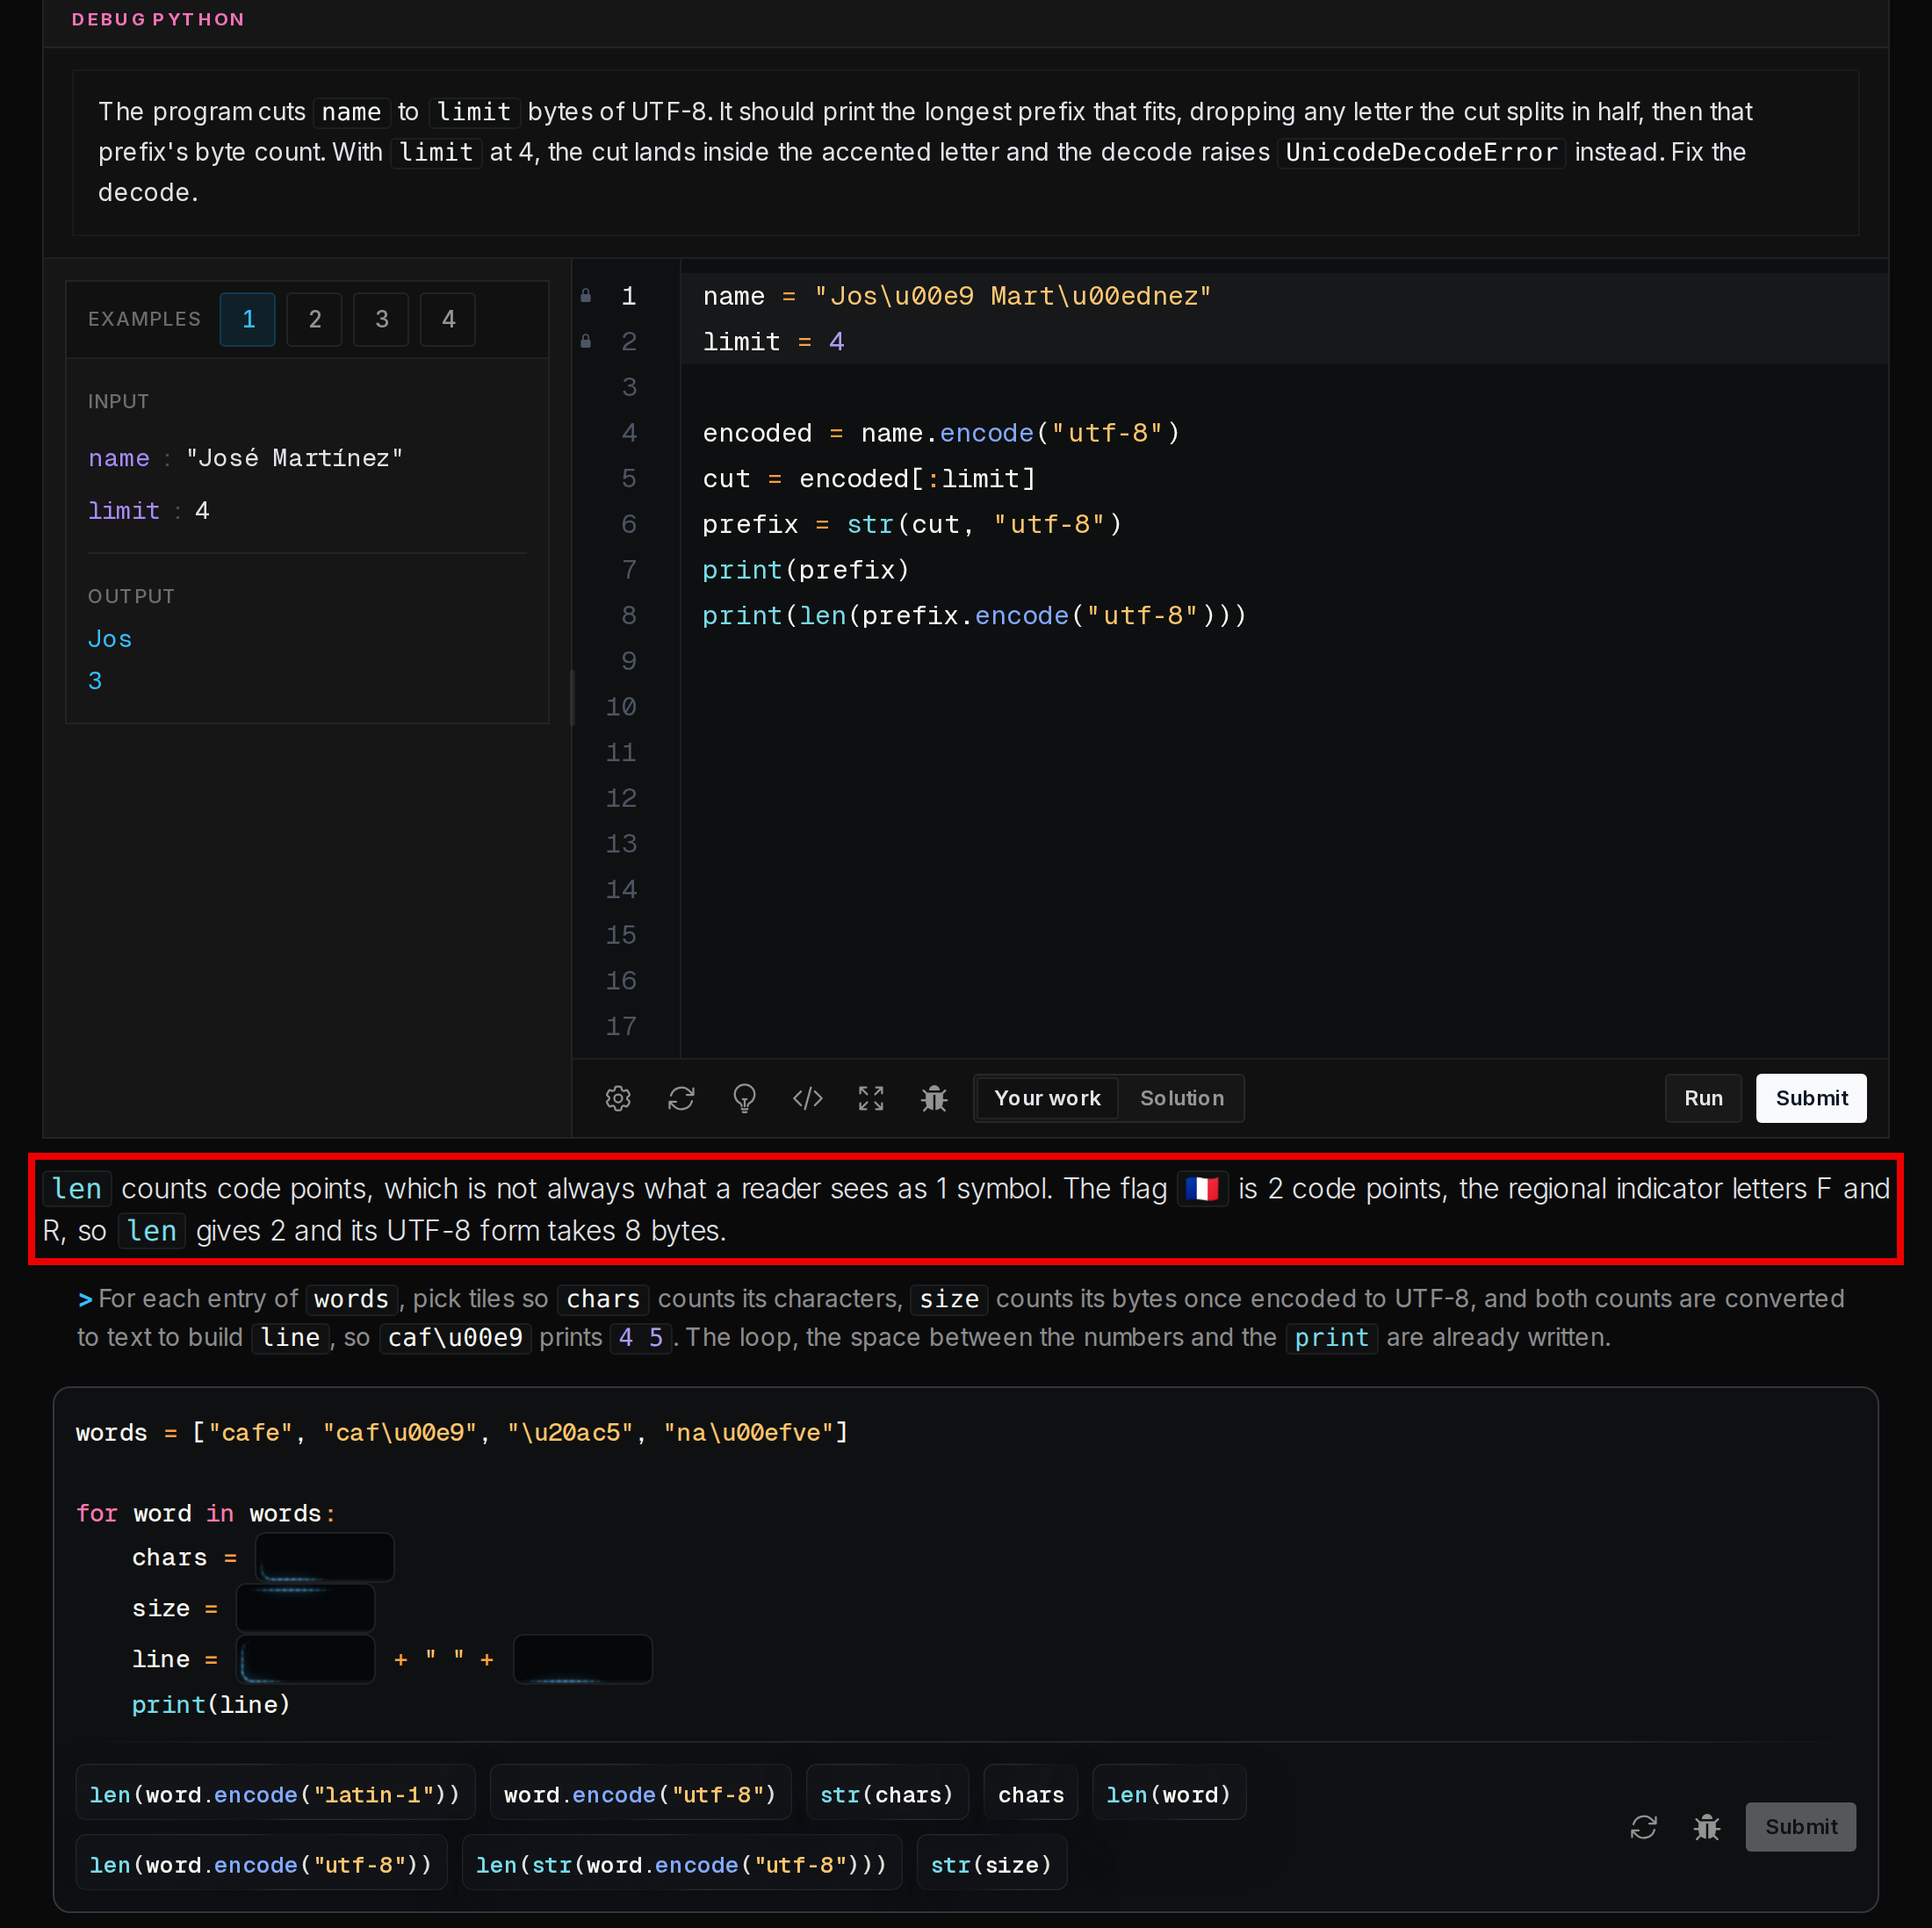 DEBUG PYTHON
The program cuts name to limit bytes of UTF-8. It should print the longest prefix that fits, dropping any letter the cut splits in half, then that
prefix's byte count. With limit at 4, the cut lands inside the accented letter and the decode raises UnicodeDecodeError instead. Fix the
decode.
EXAMPLES 1 2 3 4
INPUT
name : "José Martínez"
limit : 4
OUTPUT
Jos
3
1 name = "Jos\u00e9 Mart\u00ednez"
2 limit = 4
3
4 encoded = name.encode("utf-8")
5 cut = encoded[:limit]
6 prefix = str(cut, "utf-8")
7 print(prefix)
8 print(len(prefix.encode("utf-8")))
9
10
11
12
13
14
15
16
17
Your work Solution Run Submit
len counts code points, which is not always what a reader sees as 1 symbol. The flag 🇫🇷 is 2 code points, the regional indicator letters F and
R, so len gives 2 and its UTF-8 form takes 8 bytes.
> For each entry of words, pick tiles so chars counts its characters, size counts its bytes once encoded to UTF-8, and both counts are converted
to text to build line, so caf\u00e9 prints 4 5. The loop, the space between the numbers and the print are already written.
words = ["cafe", "caf\u00e9", "\u20ac5", "na\u00efve"]
for word in words:
chars =
size =
line = + " " +
print(line)
len(word.encode("latin-1")) word.encode("utf-8") str(chars) chars len(word)
len(word.encode("utf-8")) len(str(word.encode("utf-8"))) str(size)
Submit